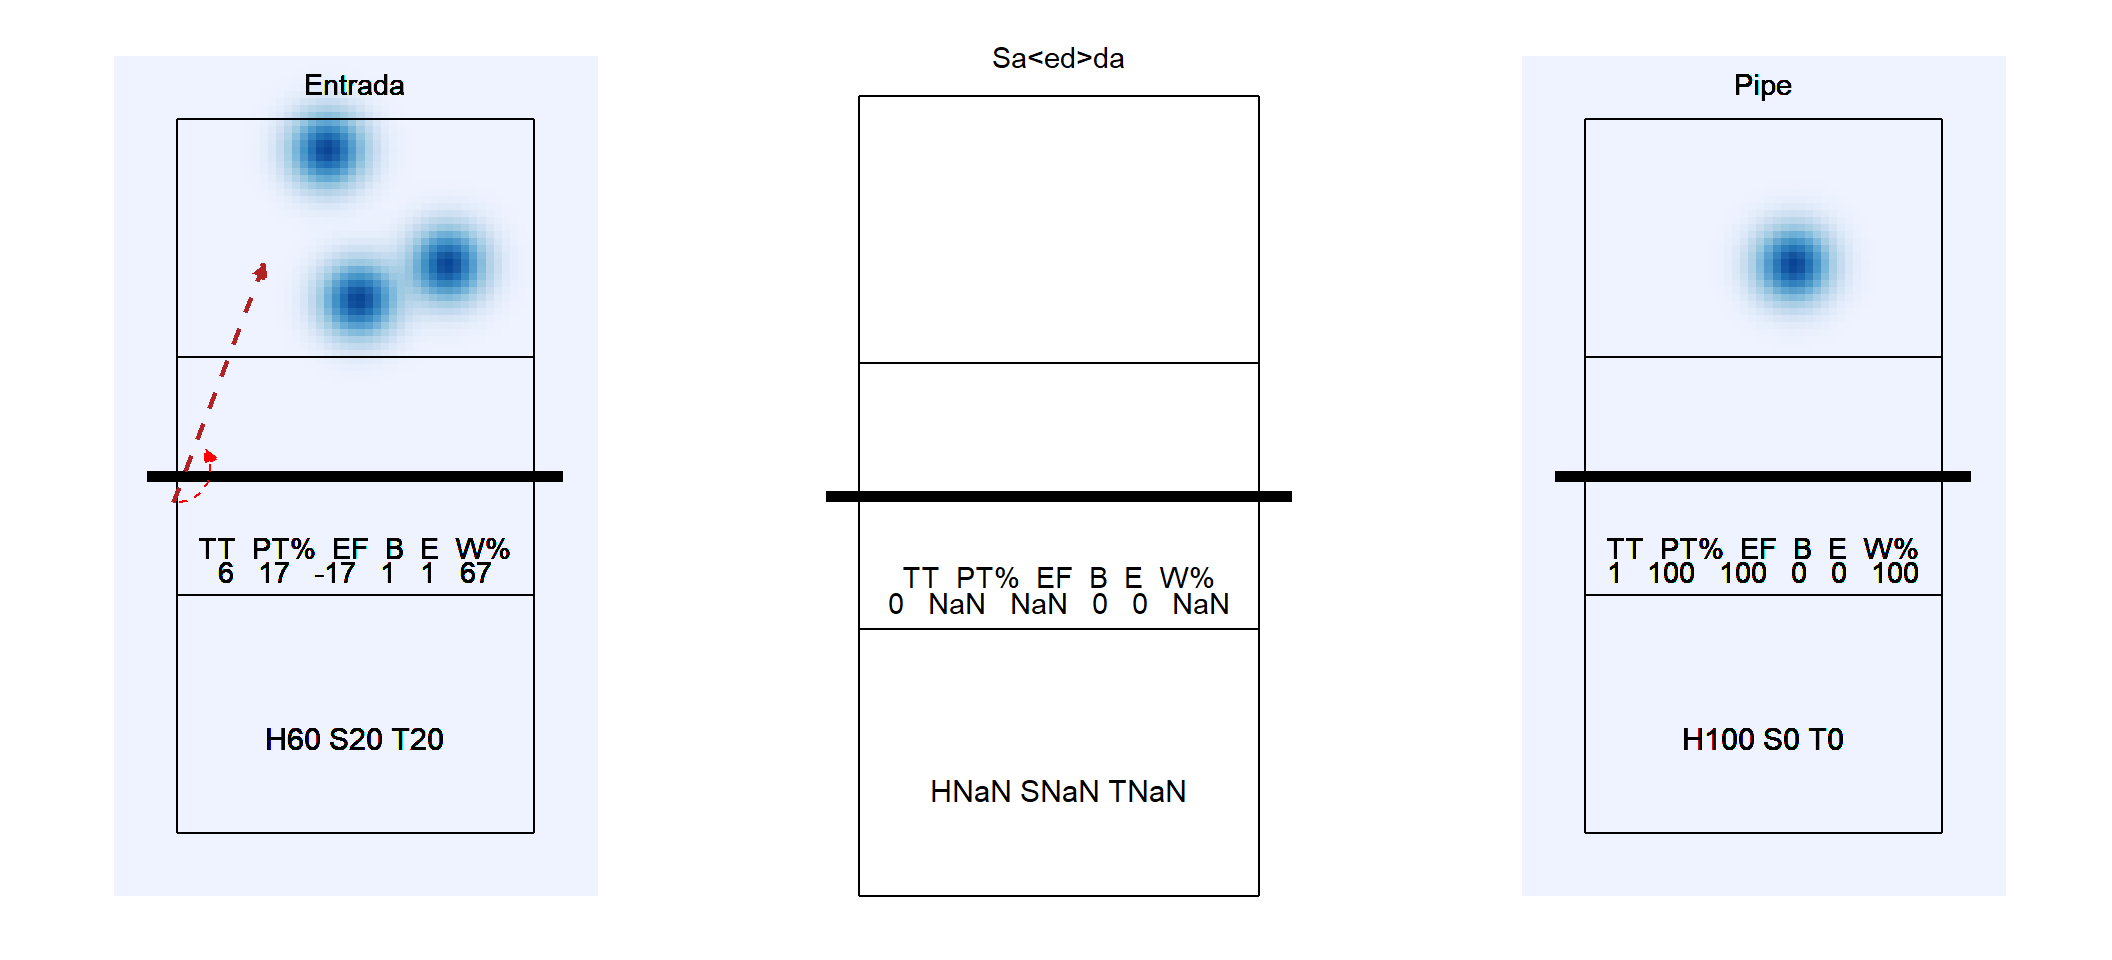 Entrada
TT PT% EF B E W%
6 17 -17 1 1 67
H60 S20 T20
Sa<ed>da
TT PT% EF B E W%
0 NaN NaN 0 0 NaN
HNaN SNaN TNaN
Pipe
TT PT% EF B E W%
1 100 100 0 0 100
H100 S0 T0